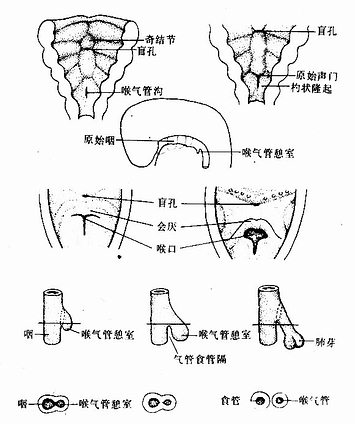 奇结节
盲孔
喉气管沟
盲孔
原始声门
杓状隆起
原始咽
喉气管憩室
盲孔
会厌
喉口
咽
喉气管憩室
喉气管憩室
气管食管隔
肺芽
咽
喉气管憩室
食管
喉气管